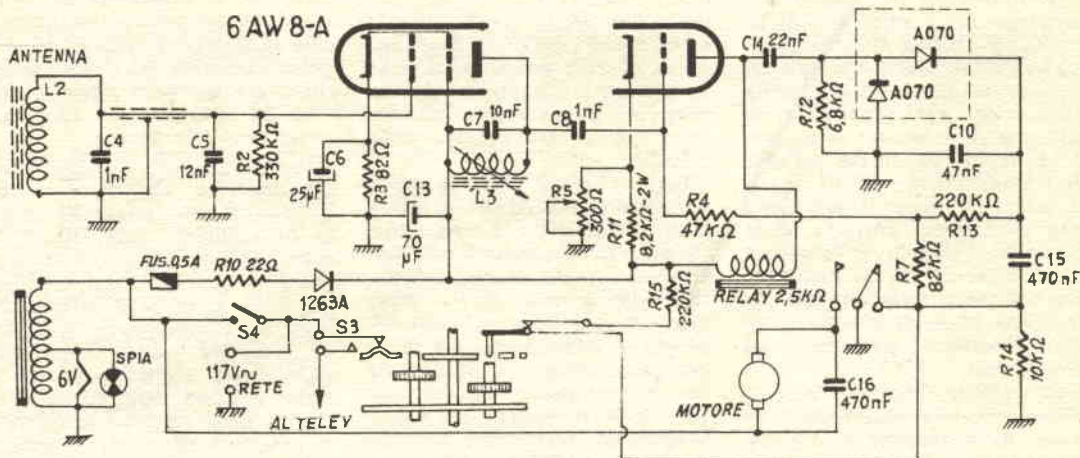 6AW8-A
ANTENNA
L2
C4
1nF
C5
12nF
R2
330KΩ
C6
25µF
R3 82Ω
C13
70
µF
C7
10nF
L3
C8
1nF
R5
300Ω
R11
8,2KΩ-2W
R4
47KΩ
C14
22nF
R12
6,8KΩ
A070
A070
C10
47nF
220KΩ
R13
R7
82KΩ
C15
470nF
R14
10KΩ
RELAY 2,5KΩ
R15
220KΩ
FUS. 0,5A
R10 22Ω
1263A
S4
S3
6V
SPIA
117V~
RETE
AL TELEY
MOTORE
C16
470nF